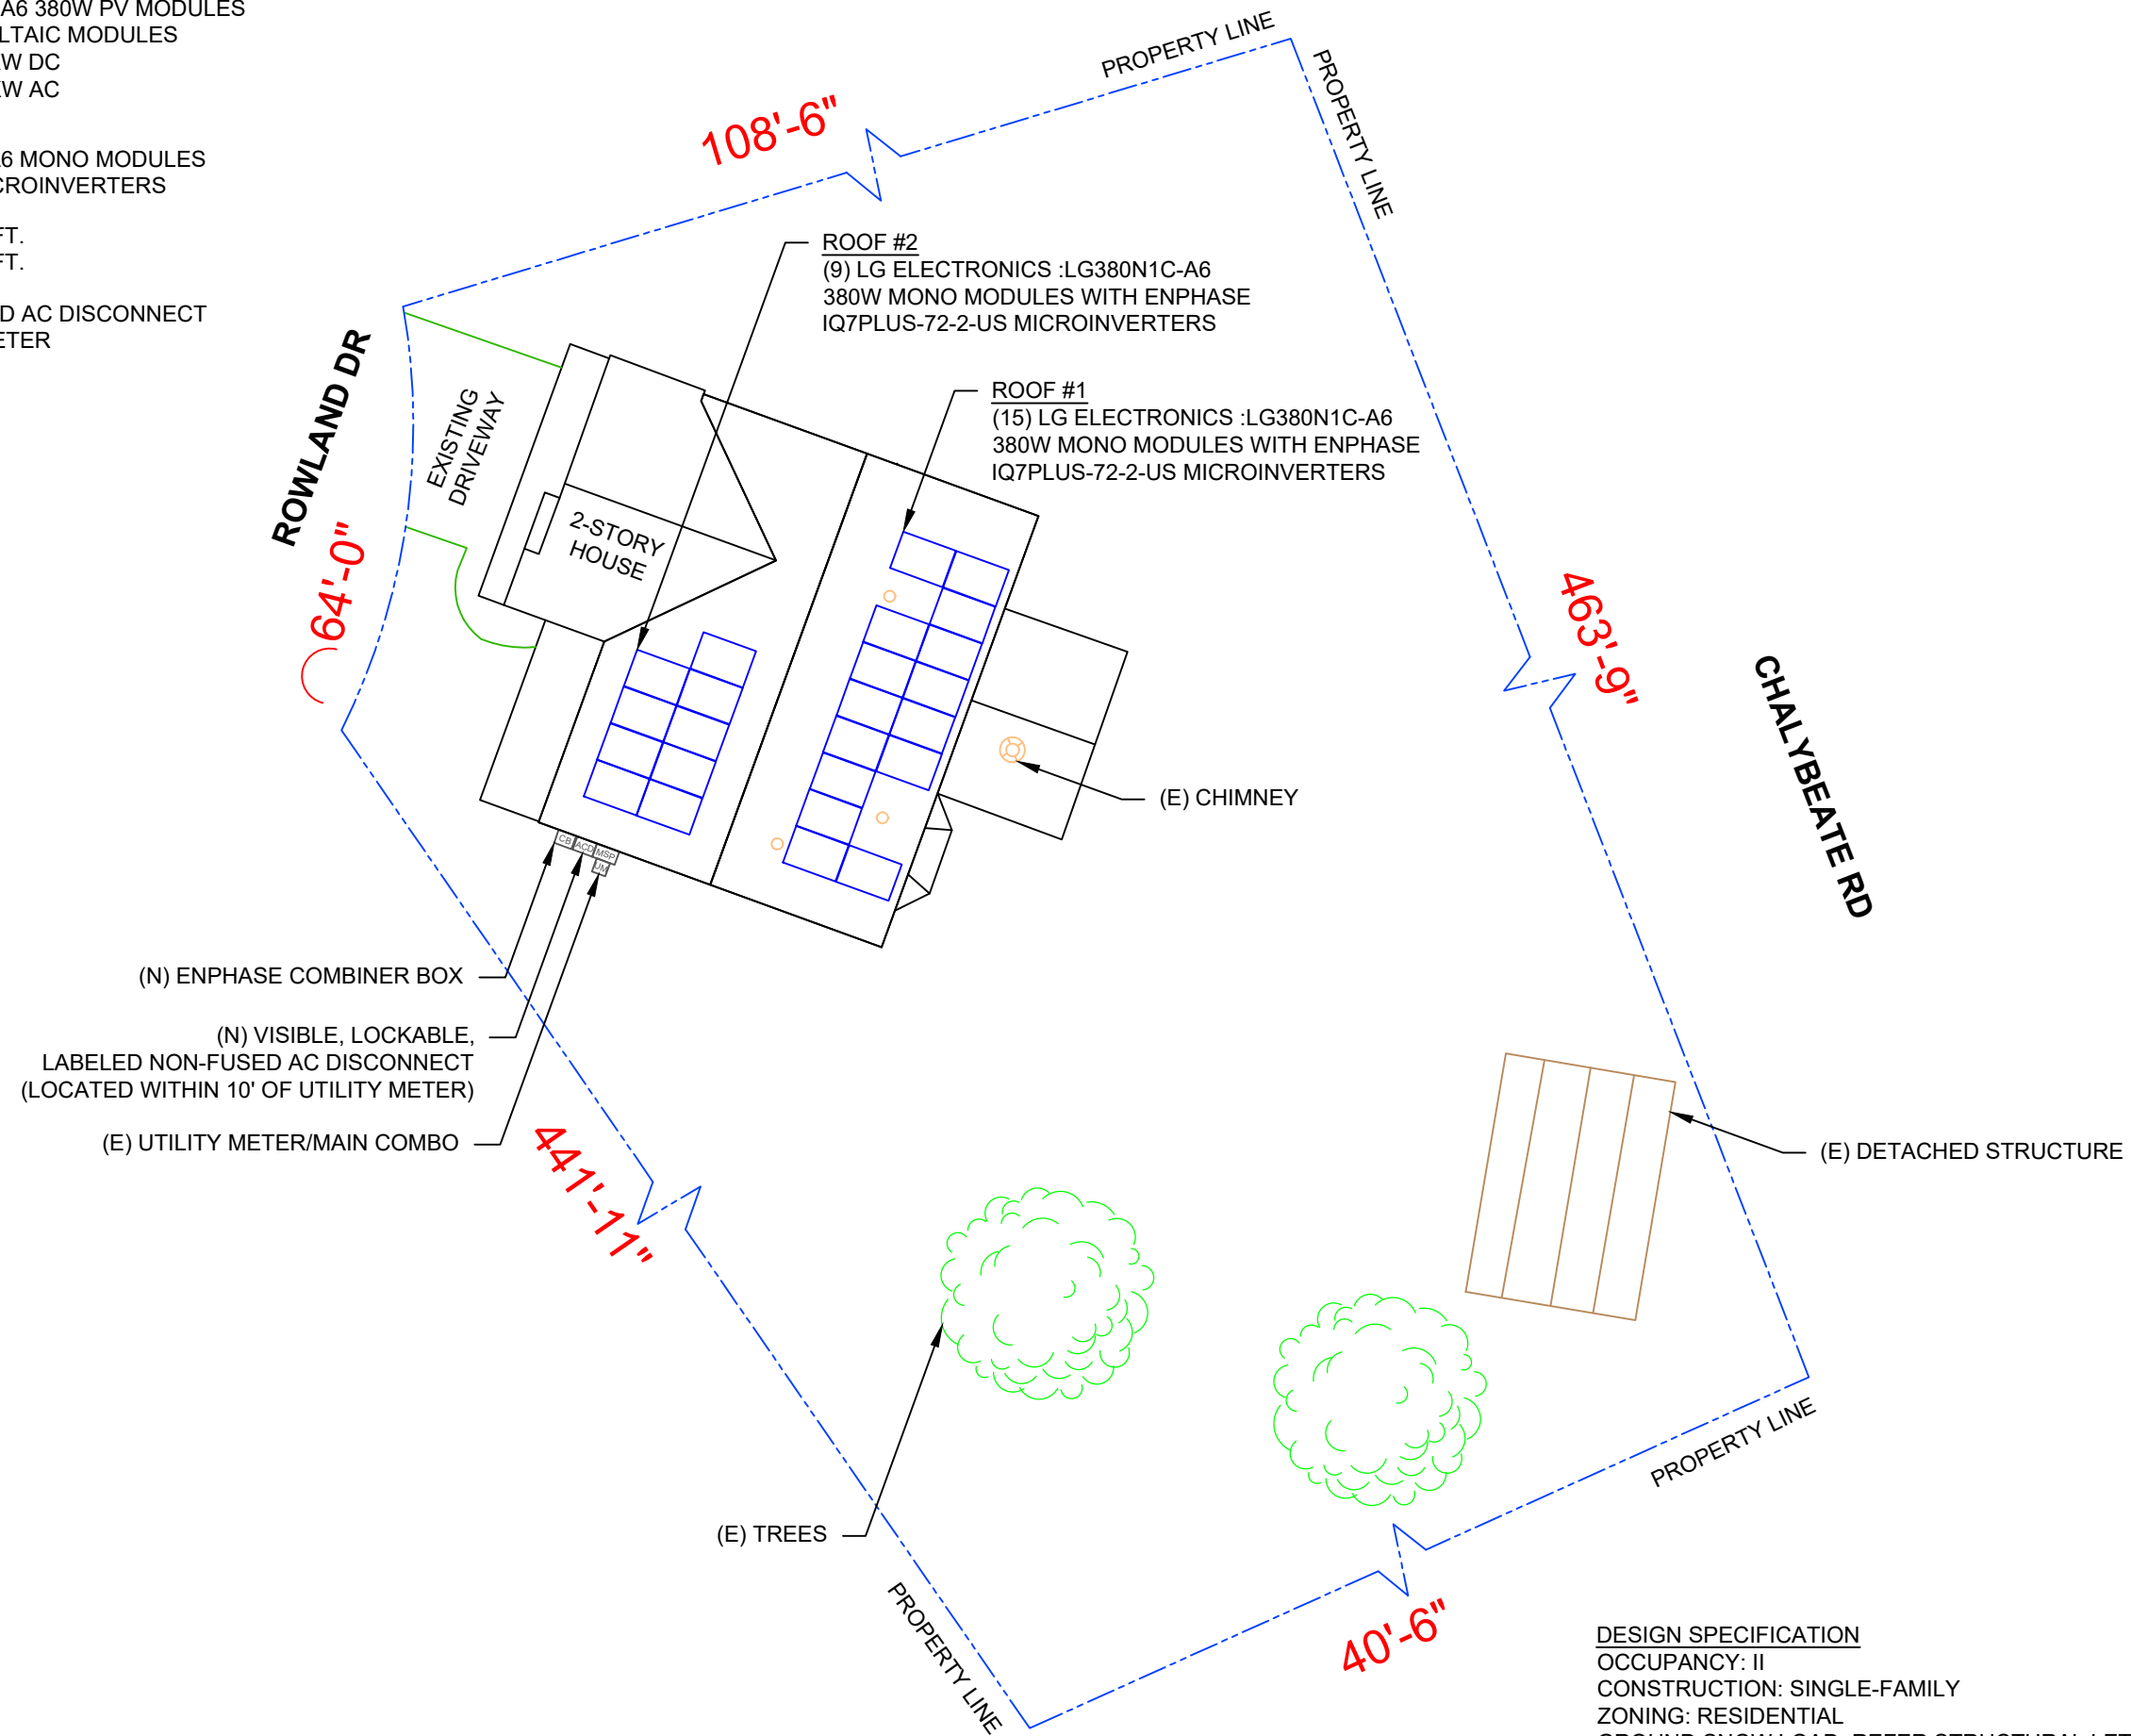 A6 380W PV MODULES
LTAIC MODULES
W DC
W AC
6 MONO MODULES
CROINVERTERS
FT.
FT.
D AC DISCONNECT
ETER
PROPERTY LINE
PROPERTY LINE
108'-6"
ROOF #2
(9) LG ELECTRONICS :LG380N1C-A6
380W MONO MODULES WITH ENPHASE
IQ7PLUS-72-2-US MICROINVERTERS
ROOF #1
(15) LG ELECTRONICS :LG380N1C-A6
380W MONO MODULES WITH ENPHASE
IQ7PLUS-72-2-US MICROINVERTERS
ROWLAND DR
EXISTING
DRIVEWAY
2-STORY
HOUSE
64'-0"
463'-9"
CHALYBEATE RD
(E) CHIMNEY
CB
ACD
MSP
UM
(N) ENPHASE COMBINER BOX
(N) VISIBLE, LOCKABLE,
LABELED NON-FUSED AC DISCONNECT
(LOCATED WITHIN 10' OF UTILITY METER)
(E) UTILITY METER/MAIN COMBO
441'-11"
(E) DETACHED STRUCTURE
(E) TREES
PROPERTY LINE
PROPERTY LINE
40'-6"
DESIGN SPECIFICATION
OCCUPANCY: II
CONSTRUCTION: SINGLE-FAMILY
ZONING: RESIDENTIAL
GROUND SNOW LOAD: REFER STRUCTURAL LET